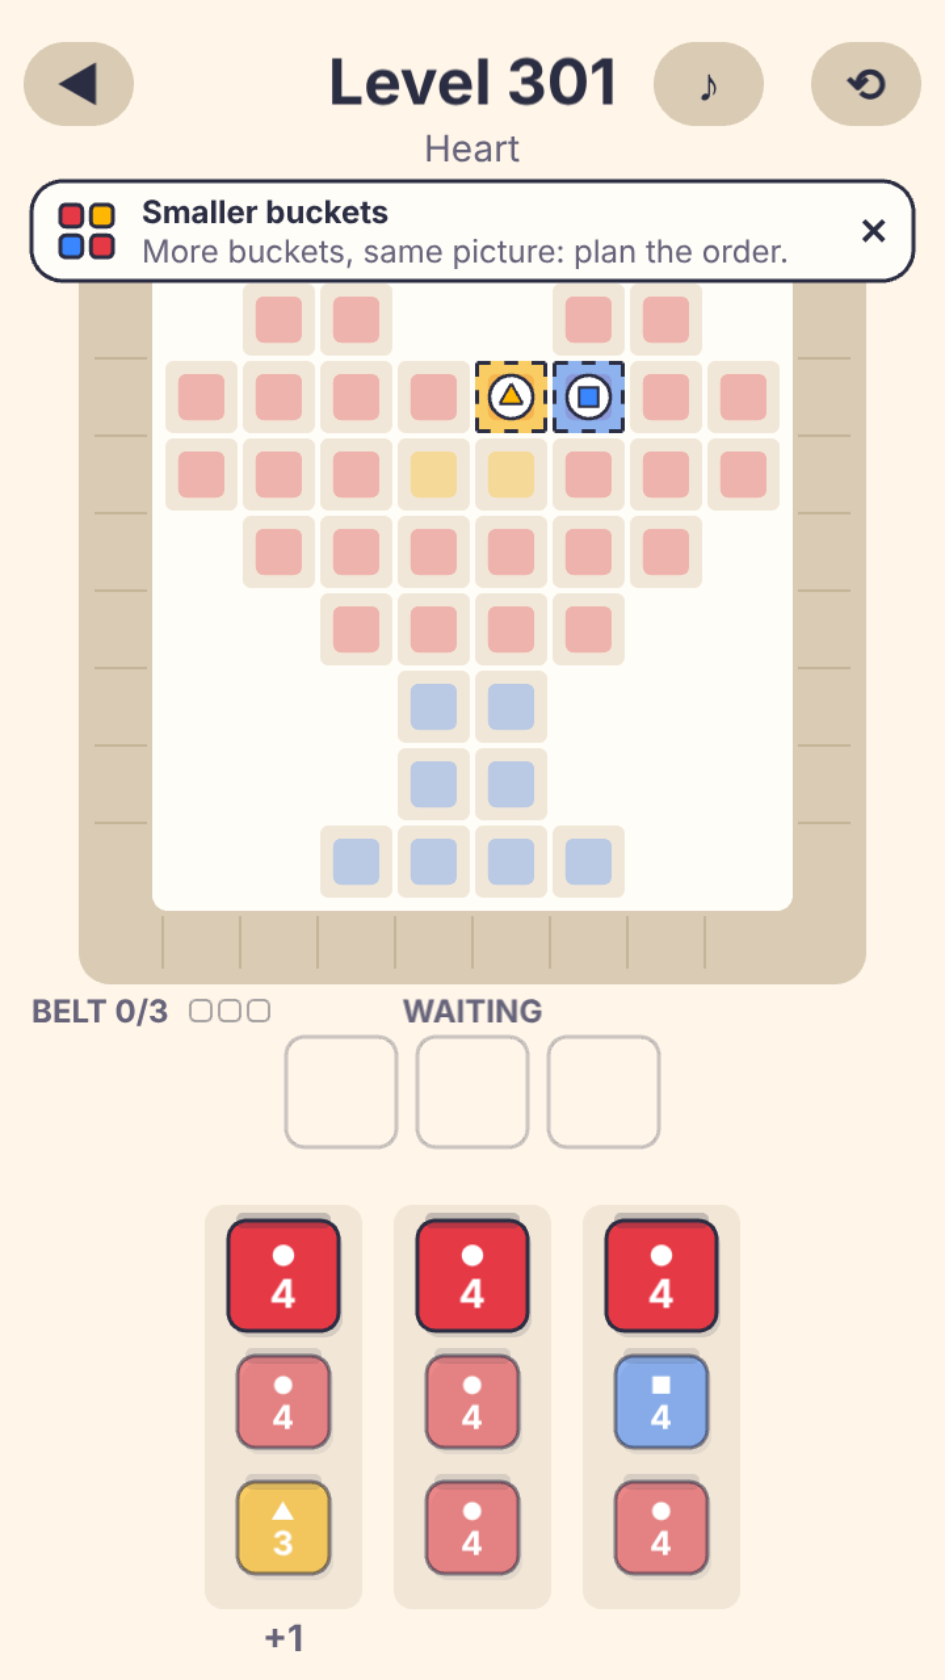 Level 301
Heart
Smaller buckets
More buckets, same picture: plan the order.
BELT 0/3
WAITING
4 4 4
4 4 4
3 4 4
+1